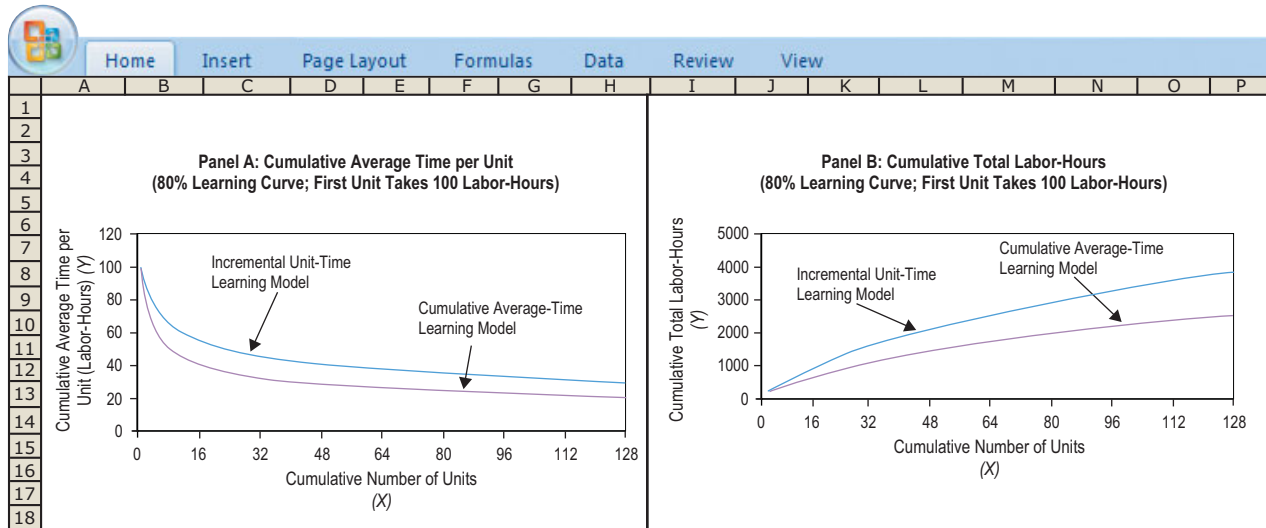 Home Insert Page Layout Formulas Data Review View
A B C D E F G H I J K L M N O P
1
2
3
4
5
6
7
8
9
10
11
12
13
14
15
16
17
18
Panel A: Cumulative Average Time per Unit
(80% Learning Curve; First Unit Takes 100 Labor-Hours)
Cumulative Average Time per
Unit (Labor-Hours) (Y)
120
100
80
60
40
20
0
Incremental Unit-Time
Learning Model
Cumulative Average-Time
Learning Model
0 16 32 48 64 80 96 112 128
Cumulative Number of Units
(X)
Panel B: Cumulative Total Labor-Hours
(80% Learning Curve; First Unit Takes 100 Labor-Hours)
Cumulative Total Labor-Hours
(Y)
5000
4000
3000
2000
1000
0
Incremental Unit-Time
Learning Model
Cumulative Average-Time
Learning Model
0 16 32 48 64 80 96 112 128
Cumulative Number of Units
(X)